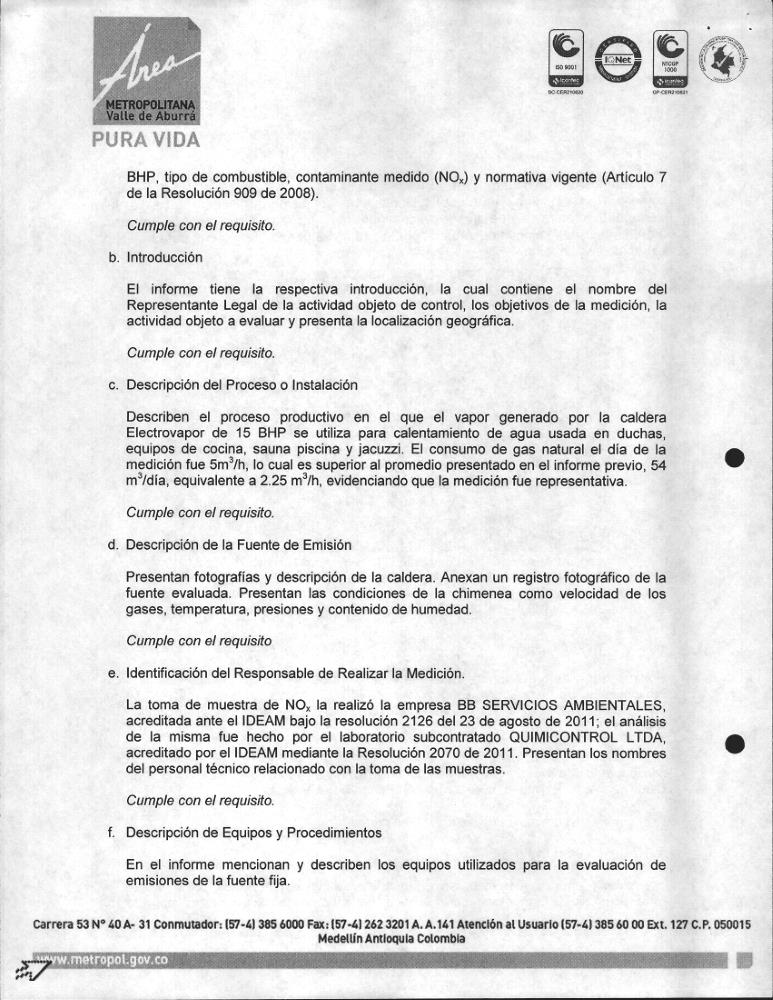 Área
METROPOLITANA
Valle de Aburrá
PURA VIDA
ISO 9001
icontec
SC-CER210620
IQNet
NTCGP
1000
icontec
GP-CER210621
BHP, tipo de combustible, contaminante medido (NOx) y normativa vigente (Artículo 7
de la Resolución 909 de 2008).
Cumple con el requisito.
b. Introducción
El informe tiene la respectiva introducción, la cual contiene el nombre del
Representante Legal de la actividad objeto de control, los objetivos de la medición, la
actividad objeto a evaluar y presenta la localización geográfica.
Cumple con el requisito.
c. Descripción del Proceso o Instalación
Describen el proceso productivo en el que el vapor generado por la caldera
Electrovapor de 15 BHP se utiliza para calentamiento de agua usada en duchas,
equipos de cocina, sauna piscina y jacuzzi. El consumo de gas natural el día de la
medición fue 5m³/h, lo cual es superior al promedio presentado en el informe previo, 54
m³/día, equivalente a 2.25 m³/h, evidenciando que la medición fue representativa.
Cumple con el requisito.
d. Descripción de la Fuente de Emisión
Presentan fotografías y descripción de la caldera. Anexan un registro fotográfico de la
fuente evaluada. Presentan las condiciones de la chimenea como velocidad de los
gases, temperatura, presiones y contenido de humedad.
Cumple con el requisito
e. Identificación del Responsable de Realizar la Medición.
La toma de muestra de NOx la realizó la empresa BB SERVICIOS AMBIENTALES,
acreditada ante el IDEAM bajo la resolución 2126 del 23 de agosto de 2011; el análisis
de la misma fue hecho por el laboratorio subcontratado QUIMICONTROL LTDA,
acreditado por el IDEAM mediante la Resolución 2070 de 2011. Presentan los nombres
del personal técnico relacionado con la toma de las muestras.
Cumple con el requisito.
f. Descripción de Equipos y Procedimientos
En el informe mencionan y describen los equipos utilizados para la evaluación de
emisiones de la fuente fija.
Carrera 53 N° 40 A- 31 Conmutador: (57-4) 385 6000 Fax: (57-4) 262 3201 A. A. 141 Atención al Usuario (57-4) 385 60 00 Ext. 127 C.P. 050015
Medellín Antioquia Colombia
www.metropol.gov.co